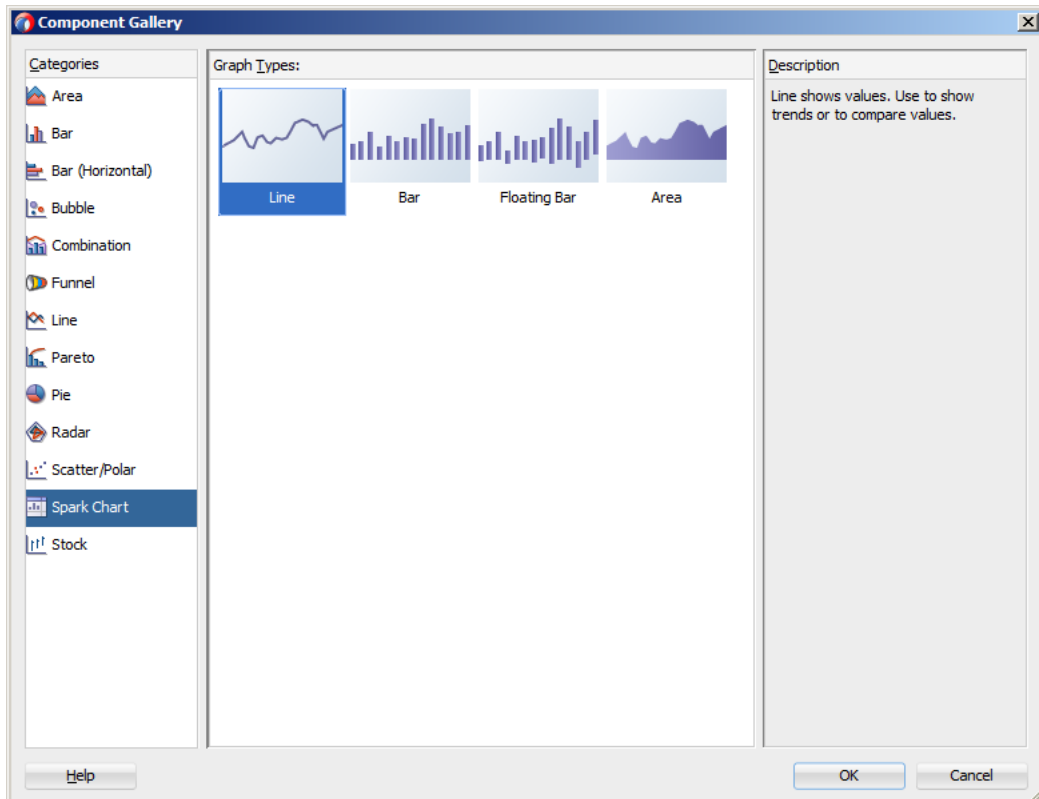 Component Gallery
Categories
Area
Bar
Bar (Horizontal)
Bubble
Combination
Funnel
Line
Pareto
Pie
Radar
Scatter/Polar
Spark Chart
Stock
Graph Types:
Line
Bar
Floating Bar
Area
Description
Line shows values. Use to show
trends or to compare values.
Help
OK
Cancel